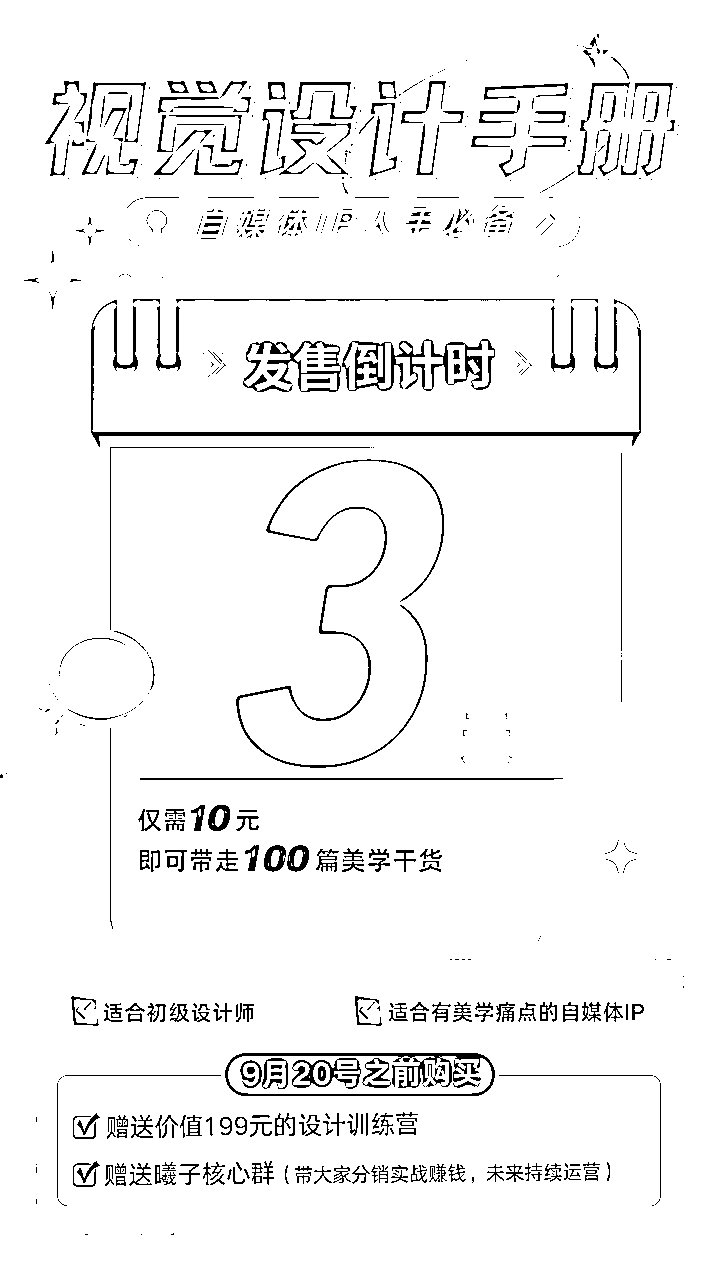 视觉设计手册
自媒体IP人手必备
发售倒计时
3
仅需10元
即可带走100篇美学干货
适合初级设计师
适合有美学痛点的自媒体IP
9月20号之前购买
赠送价值199元的设计训练营
赠送曦子核心群(带大家分销实战赚钱,未来持续运营)